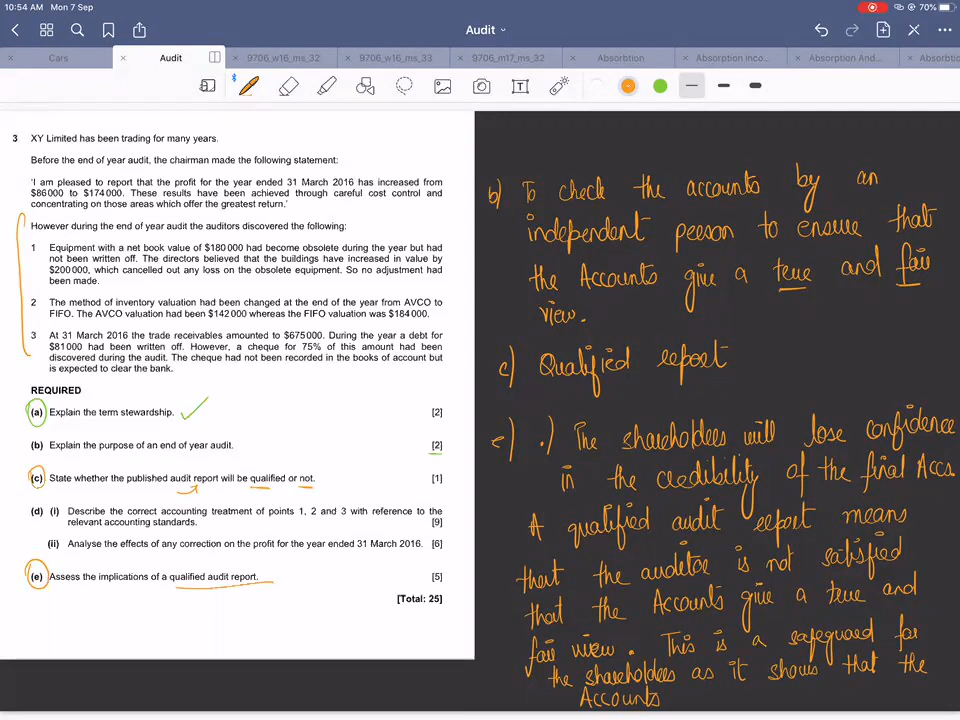 10:54 AM Mon 7 Sep
70%
Audit
Cars
Audit
9706_w16_ms_32
9706_w16_ms_33
9706_m17_ms_32
Absorbtion
Absorption inco...
Absorption And...
Absorbti
3 XY Limited has been trading for many years.
Before the end of year audit, the chairman made the following statement:
'I am pleased to report that the profit for the year ended 31 March 2016 has increased from
$86 000 to $174 000. These results have been achieved through careful cost control and
concentrating on those areas which offer the greatest return.'
However during the end of year audit the auditors discovered the following:
1 Equipment with a net book value of $180 000 had become obsolete during the year but had
not been written off. The directors believed that the buildings have increased in value by
$200 000, which cancelled out any loss on the obsolete equipment. So no adjustment had
been made.
2 The method of inventory valuation had been changed at the end of the year from AVCO to
FIFO. The AVCO valuation had been $142 000 whereas the FIFO valuation was $184 000.
3 At 31 March 2016 the trade receivables amounted to $675 000. During the year a debt for
$81 000 had been written off. However, a cheque for 75% of this amount had been
discovered during the audit. The cheque had not been recorded in the books of account but
is expected to clear the bank.
REQUIRED
(a) Explain the term stewardship. [2]
(b) Explain the purpose of an end of year audit. [2]
(c) State whether the published audit report will be qualified or not. [1]
(d) (i) Describe the correct accounting treatment of points 1, 2 and 3 with reference to the
relevant accounting standards. [9]
(ii) Analyse the effects of any correction on the profit for the year ended 31 March 2016. [6]
(e) Assess the implications of a qualified audit report. [5]
[Total: 25]
b) To check the accounts by an
independent person to ensure that
the Accounts give a true and fair
view.
c) Qualified report
e) .) The shareholders will lose confidence
in the credibility of the final Accs.
A qualified audit report means
that the auditor is not satisfied
that the Accounts give a true and
fair view. This is a safeguard for
the shareholders as it shows that the
Accounts